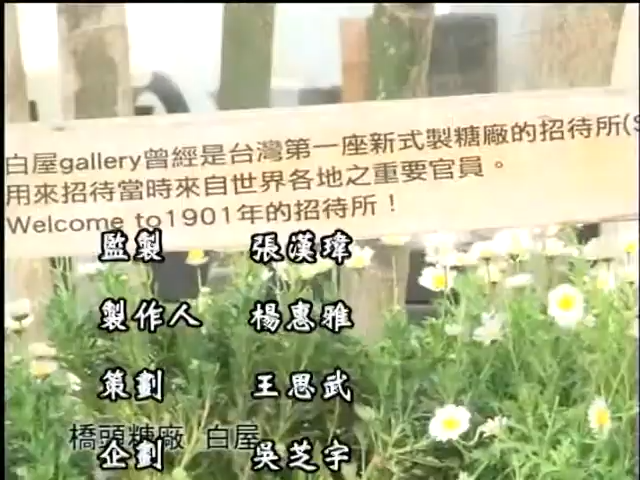 白屋gallery曾經是台灣第一座新式製糖廠的招待所(S
用來招待當時來自世界各地之重要官員。
Welcome to1901年的招待所！
監製 張漢瑋
製作人 楊惠雅
策劃 王思武
橋頭糖廠 白屋
企劃 吳芝宇